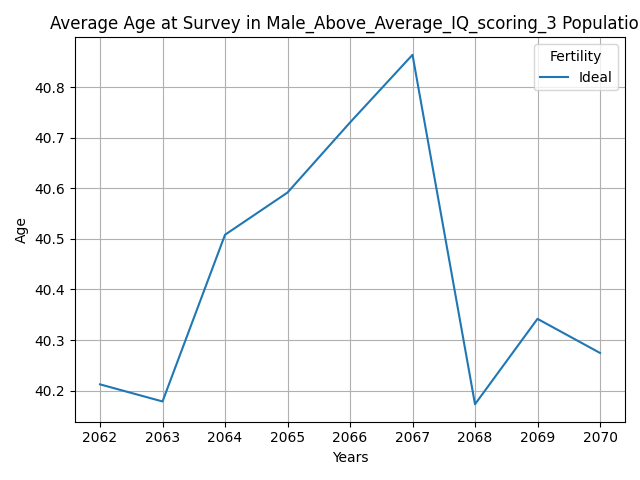 Average Age at Survey in Male_Above_Average_IQ_scoring_3 Populatio
Fertility
Ideal
40.8
40.7
40.6
40.5
40.4
40.3
40.2
Age
2062 2063 2064 2065 2066 2067 2068 2069 2070
Years